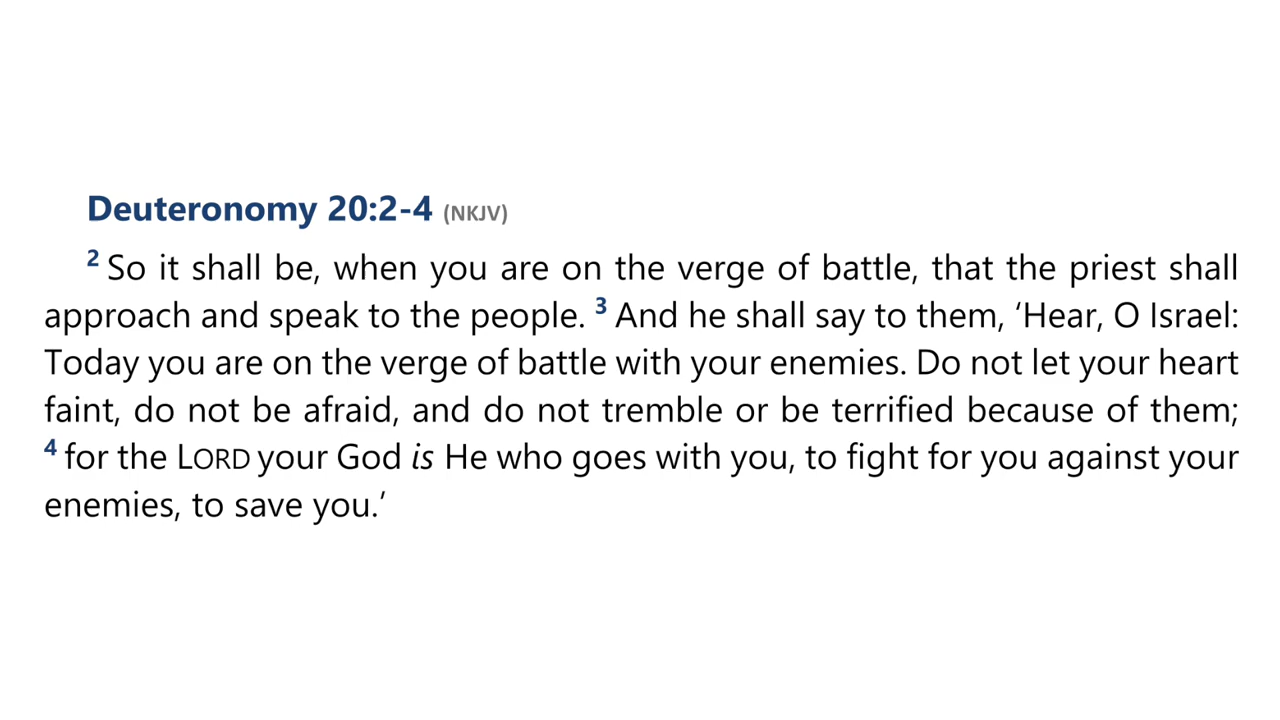 Deuteronomy 20:2-4 (NKJV)
2 So it shall be, when you are on the verge of battle, that the priest shall
approach and speak to the people. 3 And he shall say to them, ‘Hear, O Israel:
Today you are on the verge of battle with your enemies. Do not let your heart
faint, do not be afraid, and do not tremble or be terrified because of them;
4 for the LORD your God is He who goes with you, to fight for you against your
enemies, to save you.’